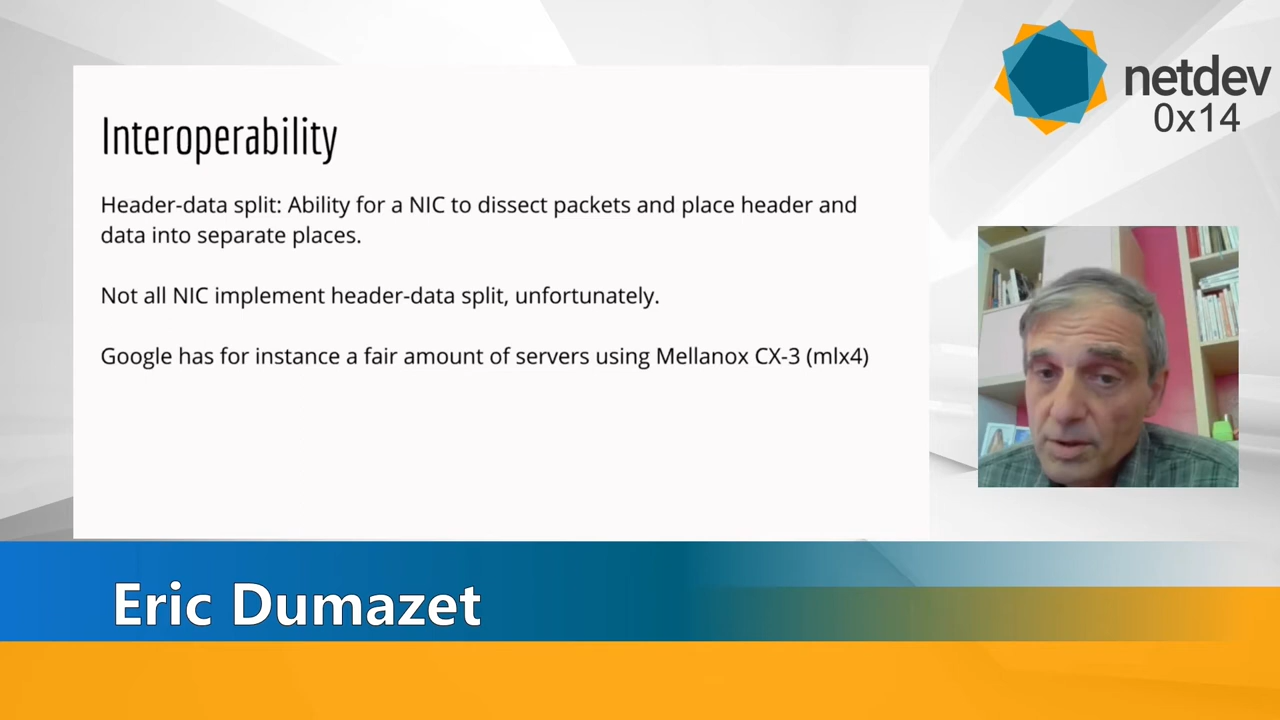 Interoperability
Header-data split: Ability for a NIC to dissect packets and place header and
data into separate places.
Not all NIC implement header-data split, unfortunately.
Google has for instance a fair amount of servers using Mellanox CX-3 (mlx4)
netdev
0x14
Eric Dumazet